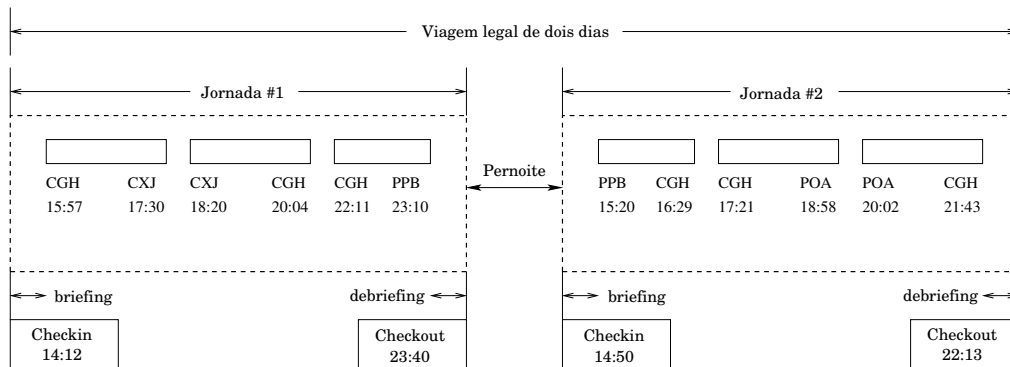 Viagem legal de dois dias
Jornada #1
Jornada #2
Pernoite
CGH CXJ CXJ CGH CGH PPB
15:57 17:30 18:20 20:04 22:11 23:10
PPB CGH CGH POA POA CGH
15:20 16:29 17:21 18:58 20:02 21:43
briefing
debriefing
briefing
debriefing
Checkin
14:12
Checkout
23:40
Checkin
14:50
Checkout
22:13